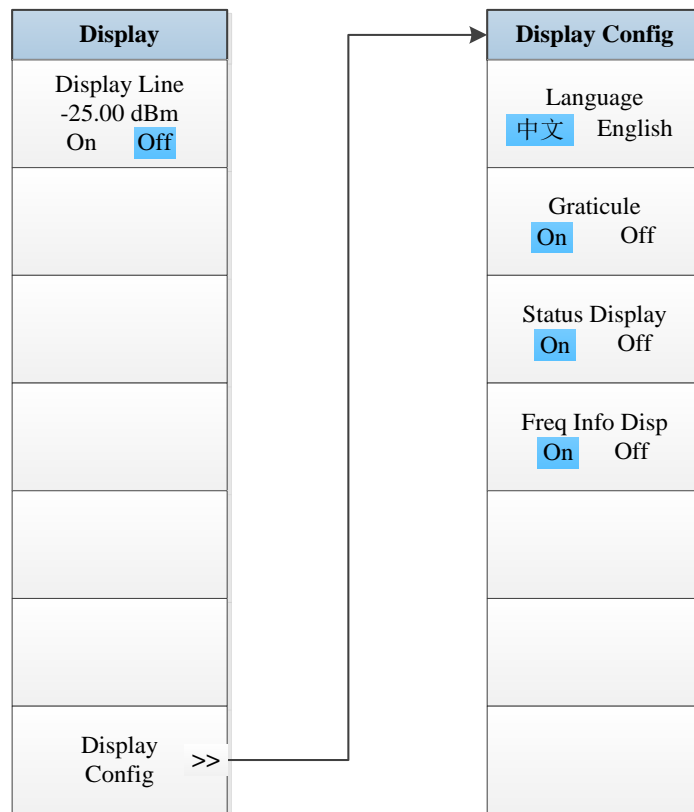 Display
Display Line
-25.00 dBm
On Off
Display
Config >>
Display Config
Language
中文 English
Graticule
On Off
Status Display
On Off
Freq Info Disp
On Off